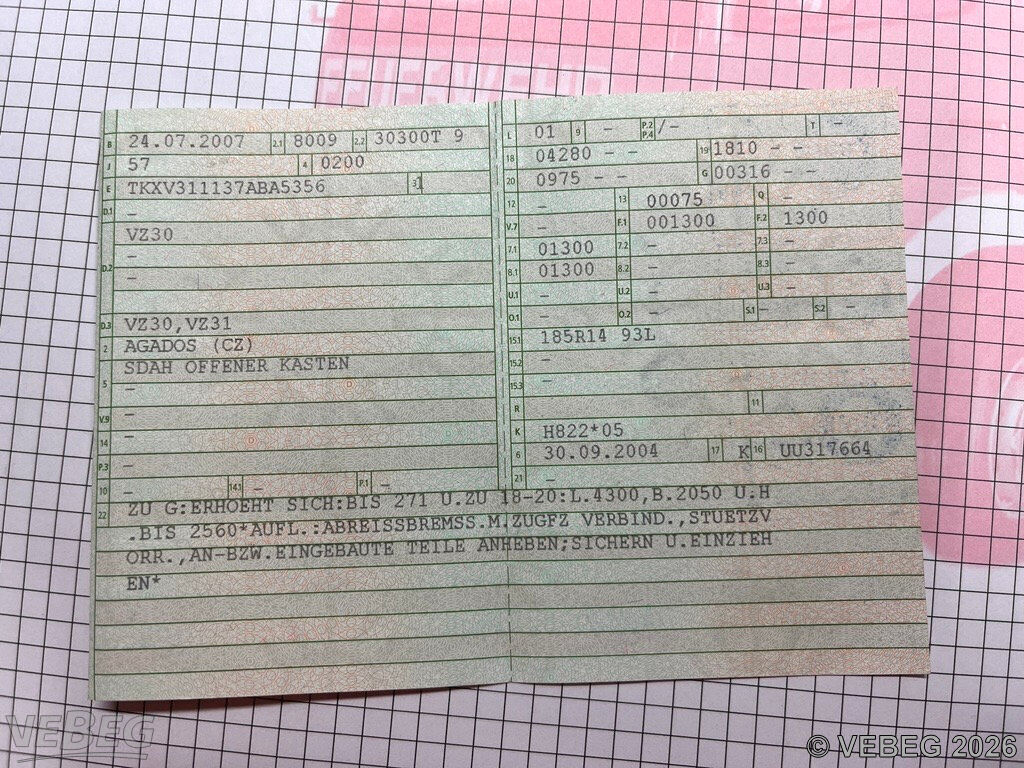 FEUERWEHR
B 24.07.2007 2.1 8009 2.2 30300T 9
J 57 4 0200
E TKXV311137ABA5356 3 1
D.1 -
VZ30
-
D.2 -
D.3 VZ30,VZ31
2 AGADOS (CZ)
SDAH OFFENER KASTEN
5 -
V.9 -
14 -
P.3 -
10 - 14.1 - P.1 -
L 01 9 - P.2 P.4 /- T -
18 04280 - - 19 1810 - -
20 0975 - - G 00316 - -
12 - 13 00075 Q -
V.7 - F.1 001300 F.2 1300
7.1 01300 7.2 - 7.3 -
8.1 01300 8.2 - 8.3 -
U.1 - U.2 - U.3 -
O.1 - O.2 - S.1 - S.2 -
15.1 185R14 93L
15.2 -
15.3 -
R - 11
K H822*05
6 30.09.2004 17 K 16 UU317664
21 -
22 ZU G:ERHOEHT SICH:BIS 271 U.ZU 18-20:L.4300,B.2050 U.H
.BIS 2560*AUFL.:ABREISSBREMSS.M.ZUGFZ VERBIND.,STUETZV
ORR.,AN-BZW.EINGEBAUTE TEILE ANHEBEN;SICHERN U.EINZIEH
EN*
VEBEG
© VEBEG 2026